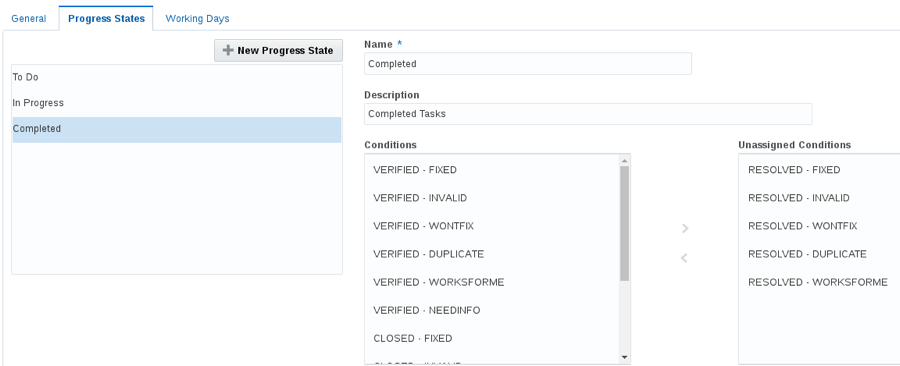 General Progress States Working Days
New Progress State
To Do
In Progress
Completed
Name *
Completed
Description
Completed Tasks
Conditions
VERIFIED - FIXED
VERIFIED - INVALID
VERIFIED - WONTFIX
VERIFIED - DUPLICATE
VERIFIED - WORKSFORME
VERIFIED - NEEDINFO
CLOSED - FIXED
Unassigned Conditions
RESOLVED - FIXED
RESOLVED - INVALID
RESOLVED - WONTFIX
RESOLVED - DUPLICATE
RESOLVED - WORKSFORME